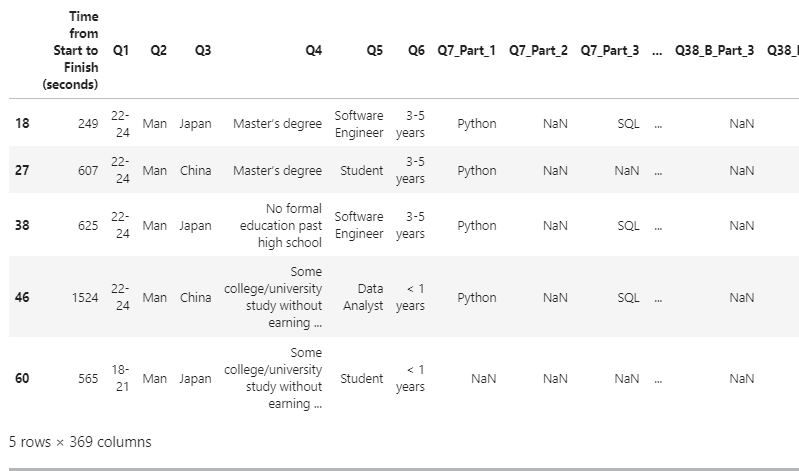 Time from Start to Finish (seconds) Q1 Q2 Q3 Q4 Q5 Q6 Q7_Part_1 Q7_Part_2 Q7_Part_3 ... Q38_B_Part_3 Q38_
18 249 22-24 Man Japan Master's degree Software Engineer 3-5 years Python NaN SQL ... NaN
27 607 22-24 Man China Master's degree Student 3-5 years Python NaN NaN ... NaN
38 625 22-24 Man Japan No formal education past high school Software Engineer 3-5 years Python NaN SQL ... NaN
46 1524 22-24 Man China Some college/university study without earning ... Data Analyst < 1 years Python NaN SQL ... NaN
60 565 18-21 Man Japan Some college/university study without earning ... Student < 1 years NaN NaN NaN ... NaN
5 rows × 369 columns